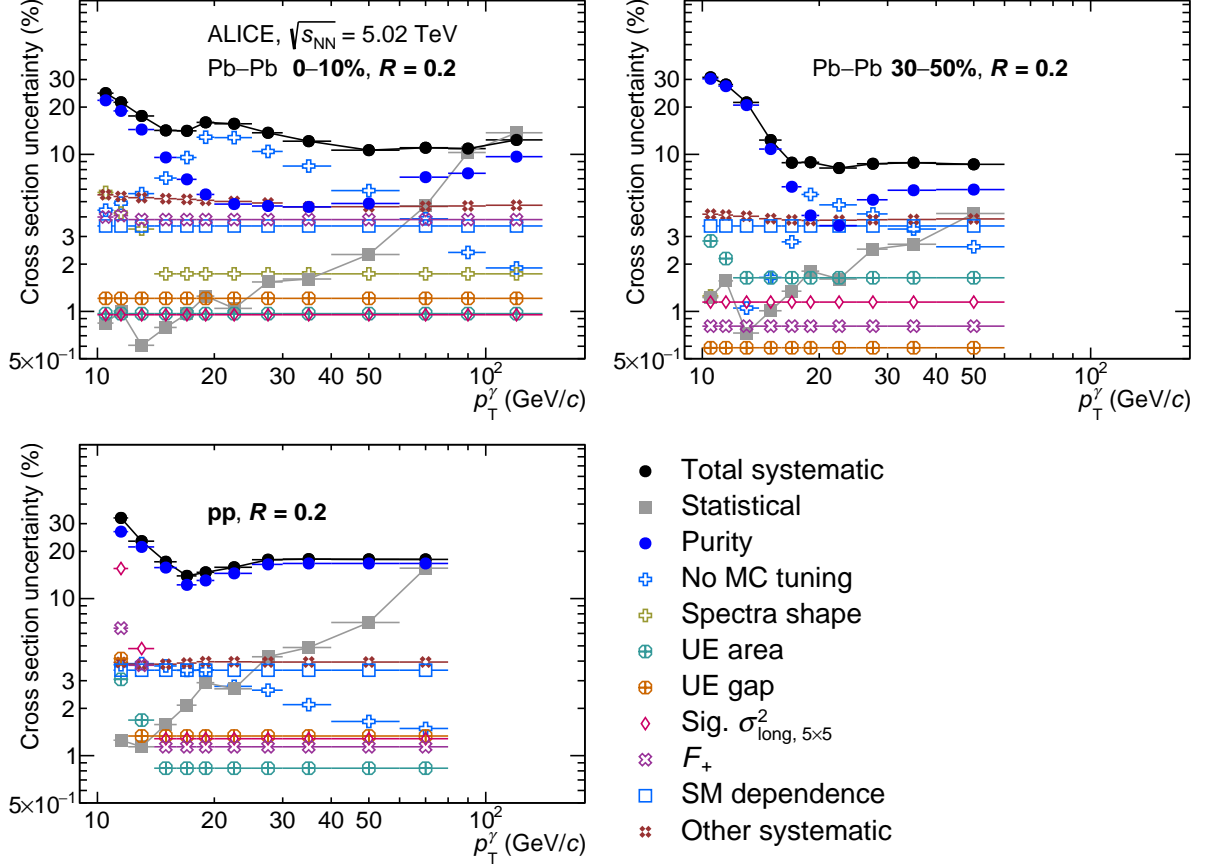 Cross section uncertainty (%)
ALICE, √sNN = 5.02 TeV
Pb–Pb 0–10%, R = 0.2
30
20
10
3
2
1
5×10⁻¹
10 20 30 40 50 10²
pTγ (GeV/c)
Cross section uncertainty (%)
Pb–Pb 30–50%, R = 0.2
30
20
10
3
2
1
5×10⁻¹
10 20 30 40 50 10²
pTγ (GeV/c)
Cross section uncertainty (%)
pp, R = 0.2
30
20
10
3
2
1
5×10⁻¹
10 20 30 40 50 10²
pTγ (GeV/c)
Total systematic
Statistical
Purity
No MC tuning
Spectra shape
UE area
UE gap
Sig. σ²long, 5×5
F+
SM dependence
Other systematic